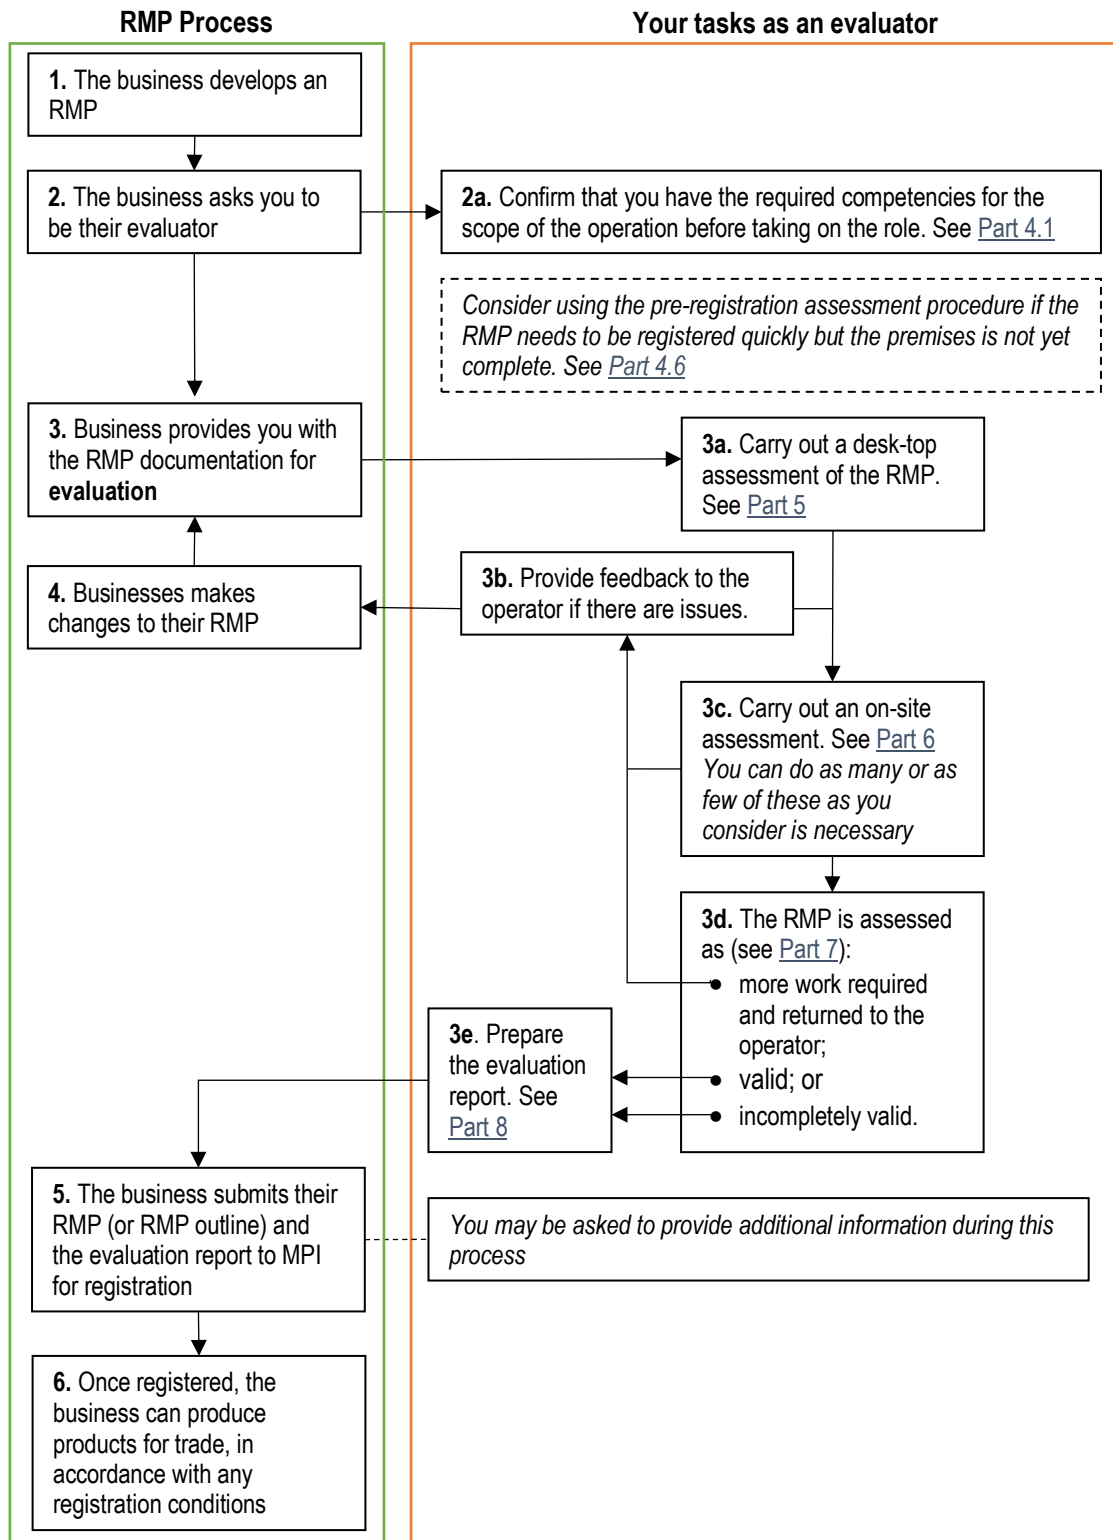 RMP Process
Your tasks as an evaluator
1. The business develops an
RMP
2. The business asks you to
be their evaluator
2a. Confirm that you have the required competencies for the
scope of the operation before taking on the role. See Part 4.1
Consider using the pre-registration assessment procedure if the
RMP needs to be registered quickly but the premises is not yet
complete. See Part 4.6
3. Business provides you with
the RMP documentation for
evaluation
3a. Carry out a desk-top
assessment of the RMP.
See Part 5
3b. Provide feedback to the
operator if there are issues.
4. Businesses makes
changes to their RMP
3c. Carry out an on-site
assessment. See Part 6
You can do as many or as
few of these as you
consider is necessary
3d. The RMP is assessed
as (see Part 7):
• more work required
and returned to the
operator;
• valid; or
• incompletely valid.
3e. Prepare
the evaluation
report. See
Part 8
5. The business submits their
RMP (or RMP outline) and
the evaluation report to MPI
for registration
You may be asked to provide additional information during this
process
6. Once registered, the
business can produce
products for trade, in
accordance with any
registration conditions